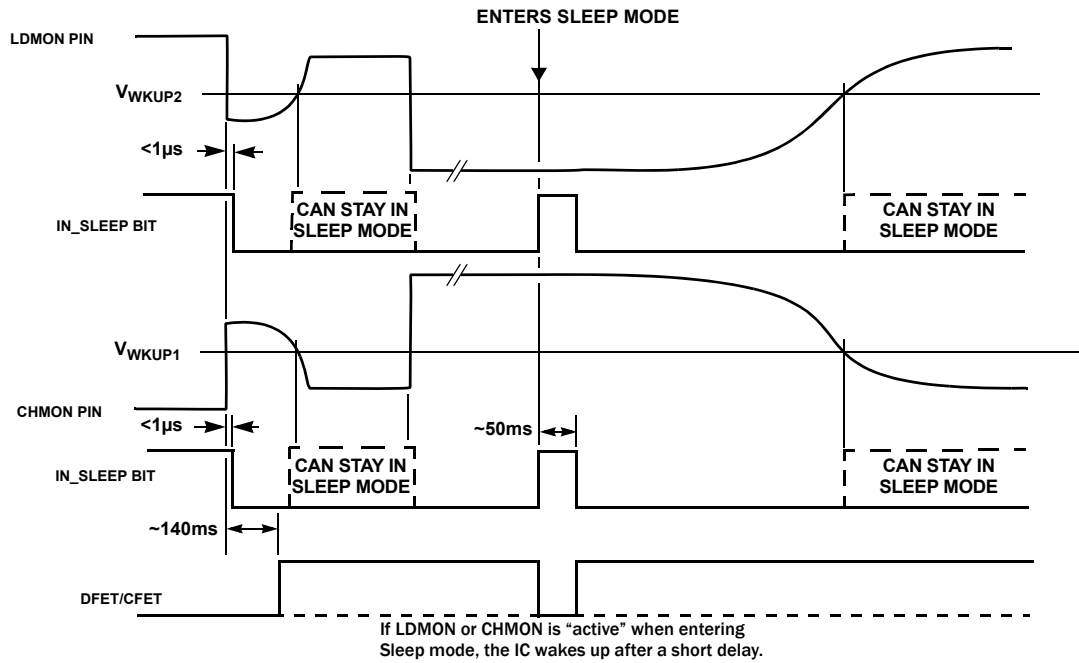 ENTERS SLEEP MODE
LDMON PIN
VWKUP2
<1µs
IN_SLEEP BIT
CAN STAY IN
SLEEP MODE
CAN STAY IN
SLEEP MODE
VWKUP1
CHMON PIN
<1µs
~50ms
IN_SLEEP BIT
CAN STAY IN
SLEEP MODE
CAN STAY IN
SLEEP MODE
~140ms
DFET/CFET
If LDMON or CHMON is “active” when entering
Sleep mode, the IC wakes up after a short delay.